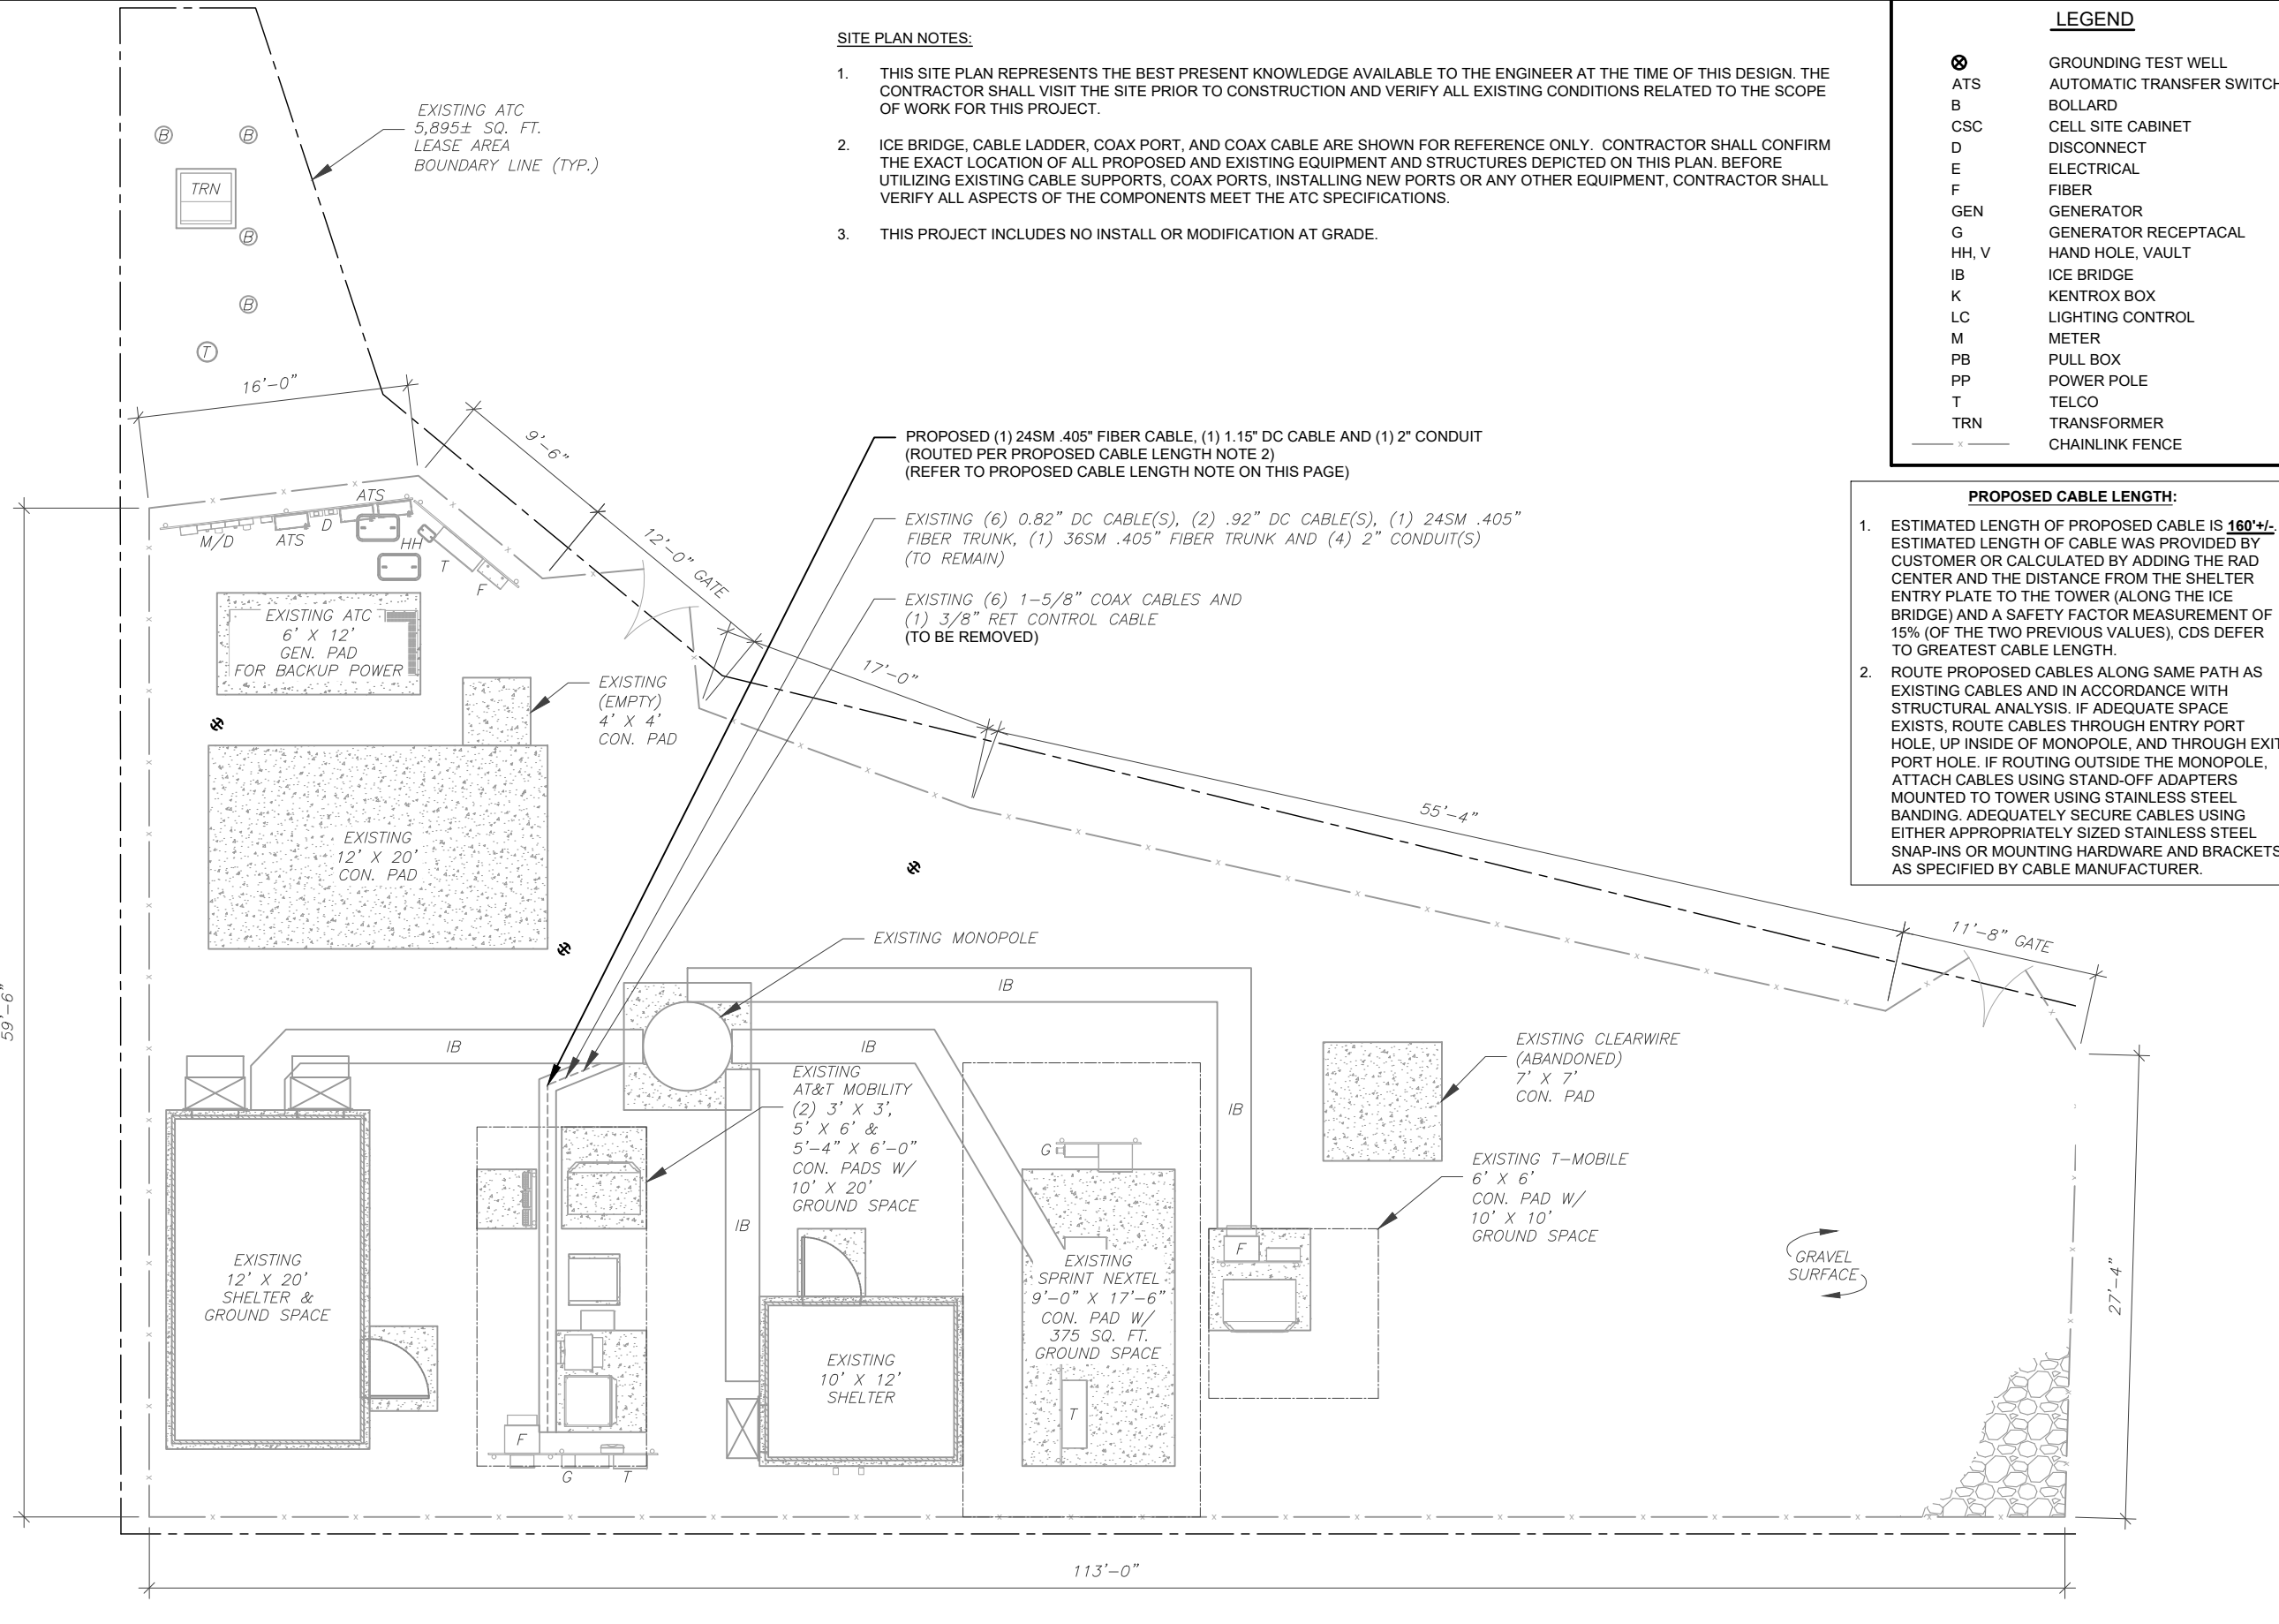 SITE PLAN NOTES:
1. THIS SITE PLAN REPRESENTS THE BEST PRESENT KNOWLEDGE AVAILABLE TO THE ENGINEER AT THE TIME OF THIS DESIGN. THE
CONTRACTOR SHALL VISIT THE SITE PRIOR TO CONSTRUCTION AND VERIFY ALL EXISTING CONDITIONS RELATED TO THE SCOPE
OF WORK FOR THIS PROJECT.
2. ICE BRIDGE, CABLE LADDER, COAX PORT, AND COAX CABLE ARE SHOWN FOR REFERENCE ONLY. CONTRACTOR SHALL CONFIRM
THE EXACT LOCATION OF ALL PROPOSED AND EXISTING EQUIPMENT AND STRUCTURES DEPICTED ON THIS PLAN. BEFORE
UTILIZING EXISTING CABLE SUPPORTS, COAX PORTS, INSTALLING NEW PORTS OR ANY OTHER EQUIPMENT, CONTRACTOR SHALL
VERIFY ALL ASPECTS OF THE COMPONENTS MEET THE ATC SPECIFICATIONS.
3. THIS PROJECT INCLUDES NO INSTALL OR MODIFICATION AT GRADE.
LEGEND
GROUNDING TEST WELL
ATS AUTOMATIC TRANSFER SWITCH
B BOLLARD
CSC CELL SITE CABINET
D DISCONNECT
E ELECTRICAL
F FIBER
GEN GENERATOR
G GENERATOR RECEPTACAL
HH, V HAND HOLE, VAULT
IB ICE BRIDGE
K KENTROX BOX
LC LIGHTING CONTROL
M METER
PB PULL BOX
PP POWER POLE
T TELCO
TRN TRANSFORMER
x CHAINLINK FENCE
PROPOSED CABLE LENGTH:
1. ESTIMATED LENGTH OF PROPOSED CABLE IS 160'+/-.
ESTIMATED LENGTH OF CABLE WAS PROVIDED BY
CUSTOMER OR CALCULATED BY ADDING THE RAD
CENTER AND THE DISTANCE FROM THE SHELTER
ENTRY PLATE TO THE TOWER (ALONG THE ICE
BRIDGE) AND A SAFETY FACTOR MEASUREMENT OF
15% (OF THE TWO PREVIOUS VALUES), CDS DEFER
TO GREATEST CABLE LENGTH.
2. ROUTE PROPOSED CABLES ALONG SAME PATH AS
EXISTING CABLES AND IN ACCORDANCE WITH
STRUCTURAL ANALYSIS. IF ADEQUATE SPACE
EXISTS, ROUTE CABLES THROUGH ENTRY PORT
HOLE, UP INSIDE OF MONOPOLE, AND THROUGH EXIT
PORT HOLE. IF ROUTING OUTSIDE THE MONOPOLE,
ATTACH CABLES USING STAND-OFF ADAPTERS
MOUNTED TO TOWER USING STAINLESS STEEL
BANDING. ADEQUATELY SECURE CABLES USING
EITHER APPROPRIATELY SIZED STAINLESS STEEL
SNAP-INS OR MOUNTING HARDWARE AND BRACKETS
AS SPECIFIED BY CABLE MANUFACTURER.
EXISTING ATC
5,895± SQ. FT.
LEASE AREA
BOUNDARY LINE (TYP.)
B
B
TRN
B
B
T
16'-0"
9'-6"
12'-0" GATE
17'-0"
55'-4"
11'-8" GATE
PROPOSED (1) 24SM .405" FIBER CABLE, (1) 1.15" DC CABLE AND (1) 2" CONDUIT
(ROUTED PER PROPOSED CABLE LENGTH NOTE 2)
(REFER TO PROPOSED CABLE LENGTH NOTE ON THIS PAGE)
EXISTING (6) 0.82" DC CABLE(S), (2) .92" DC CABLE(S), (1) 24SM .405"
FIBER TRUNK, (1) 36SM .405" FIBER TRUNK AND (4) 2" CONDUIT(S)
(TO REMAIN)
EXISTING (6) 1-5/8" COAX CABLES AND
(1) 3/8" RET CONTROL CABLE
(TO BE REMOVED)
ATS
M/D
ATS
D
HH
T
F
EXISTING ATC
6' X 12'
GEN. PAD
FOR BACKUP POWER
EXISTING
(EMPTY)
4' X 4'
CON. PAD
EXISTING
12' X 20'
CON. PAD
EXISTING MONOPOLE
IB
IB
IB
IB
IB
59'-6"
EXISTING
AT&T MOBILITY
(2) 3' X 3',
5' X 6' &
5'-4" X 6'-0"
CON. PADS W/
10' X 20'
GROUND SPACE
EXISTING CLEARWIRE
(ABANDONED)
7' X 7'
CON. PAD
EXISTING T-MOBILE
6' X 6'
CON. PAD W/
10' X 10'
GROUND SPACE
G
F
EXISTING
12' X 20'
SHELTER &
GROUND SPACE
EXISTING
SPRINT NEXTEL
9'-0" X 17'-6"
CON. PAD W/
375 SQ. FT.
GROUND SPACE
GRAVEL
SURFACE
27'-4"
EXISTING
10' X 12'
SHELTER
T
F
G
T
113'-0"